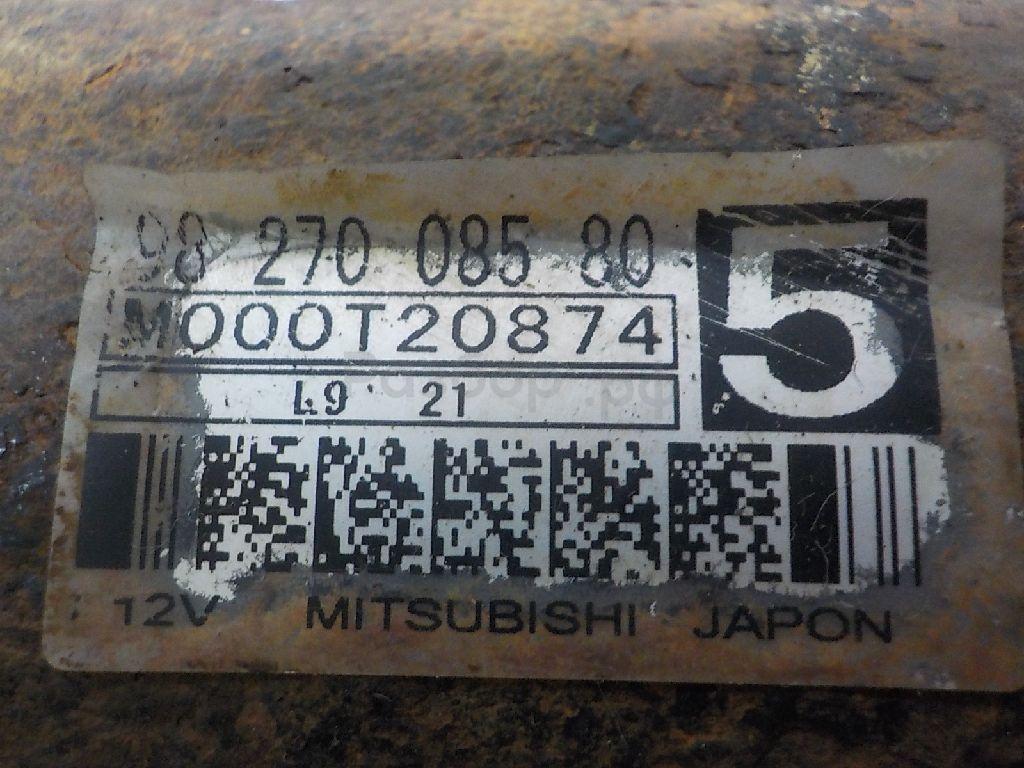 98 270 085 80
M000T20874
L9 21
5
12V MITSUBISHI JAPON